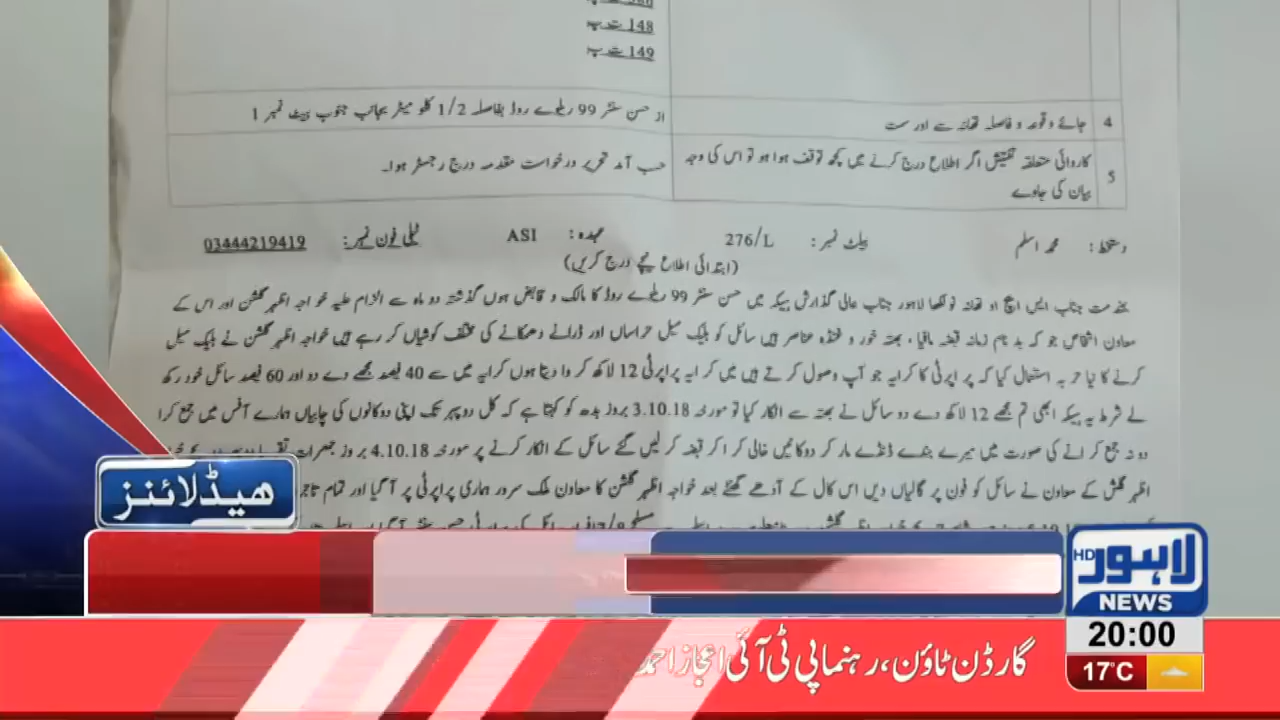 148 ت پ
149 ت پ
4 جائے وقوعہ و فاصلہ تھانہ سے اور سمت
از حسن سنٹر 99 ریلوے روڈ بفاصلہ 1/2 کلو میٹر بجانب جنوب بیٹ نمبر 1
5 کاروائی متعلقہ تفتیش اگر اطلاع درج کرنے میں کچھ توقف ہوا ہو تو اس کی وجہ
بیان کی جاوے
حسب آمدہ تحریر درخواست مقدمہ درج رجسٹر ہوا۔
دستخط: محمد اسلم بیلٹ نمبر: 276/L عہدہ: ASI ٹیلی فون نمبر: 03444219419
(ابتدائی اطلاع نیچے درج کریں)
بخدمت جناب ایس ایچ او تھانہ نولکھا لاہور جناب عالی گذارش ہیکہ میں حسن سنٹر 99 ریلوے روڈ کا مالک و قابض ہوں گذشتہ دو ماہ سے الزام علیہ خواجہ اظہر گلشن اور اس کے
معاون اشخاص جو کہ بدنام زمانہ قبضہ مافیا، بھتہ خور و غنڈہ عناصر ہیں سائل کو بلیک میل حراساں اور ڈرانے دھمکانے کی مختلف کوشیاں کر رہے ہیں خواجہ اظہر گلشن نے بلیک میل
کرنے کا نیا حربہ استعمال کیا کہ پراپرٹی کا کرایہ جو آپ وصول کرتے ہیں میں کرایہ پراپرٹی 12 لاکھ کروا دیتا ہوں کرایہ میں سے 40 فیصد مجھے دے دو اور 60 فیصد سائل خود رکھ
لے شرط یہ ہیکہ ابھی تم مجھے 12 لاکھ دے دو سائل نے بھتہ سے انکار کیا تو مورخہ 3.10.18 بروز بدھ کو کہتا ہے کہ کل دوپہر تک اپنی دوکانوں کی چابیاں ہمارے آفس میں جمع کرا
دو نہ جمع کرانے کی صورت میں میرے بندے ڈنڈے مار کر دوکانیں خالی کرا کر قبضہ کر لیں گے سائل کے انکار کرنے پر مورخہ 4.10.18 بروز جمعرات
اظہر گلشن کے معاون نے سائل کو فون پر گالیاں دیں اس کال کے آدھے گھنٹے بعد خواجہ اظہر گلشن کا معاون ملک سرور ہماری پراپرٹی پر آگیا اور تمام
ہیڈلائنز
لاہور
HD
NEWS
20:00
17°C
گارڈن ٹاؤن، رہنما پی ٹی آئی اعجاز احمد